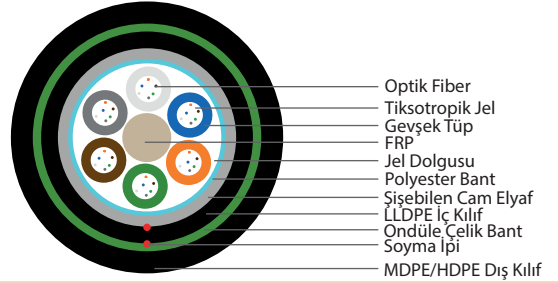 Optik Fiber
Tiksotropik Jel
Gevşek Tüp
FRP
Jel Dolgusu
Polyester Bant
Şişebilen Cam Elyaf
LLDPE İç Kılıf
Ondüle Çelik Bant
Soyma İpi
MDPE/HDPE Dış Kılıf